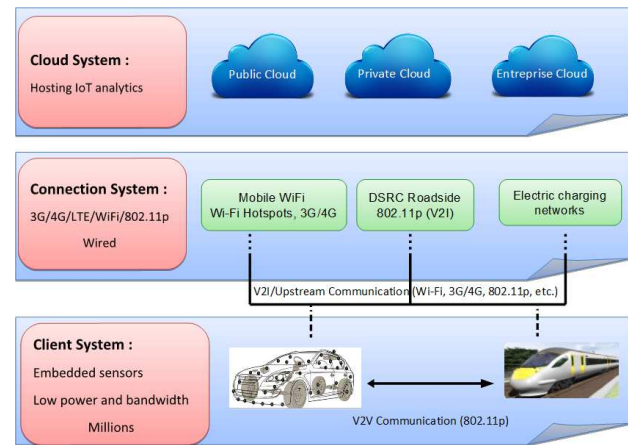 Cloud System :
Hosting IoT analytics
Public Cloud
Private Cloud
Entreprise Cloud
Connection System :
3G/4G/LTE/WiFi/802.11p
Wired
Mobile WiFi
Wi-Fi Hotspots, 3G/4G
DSRC Roadside
802.11p (V2I)
Electric charging
networks
V2I/Upstream Communication (Wi-Fi, 3G/4G, 802.11p, etc.)
Client System :
Embedded sensors
Low power and bandwidth
Millions
V2V Communication (802.11p)